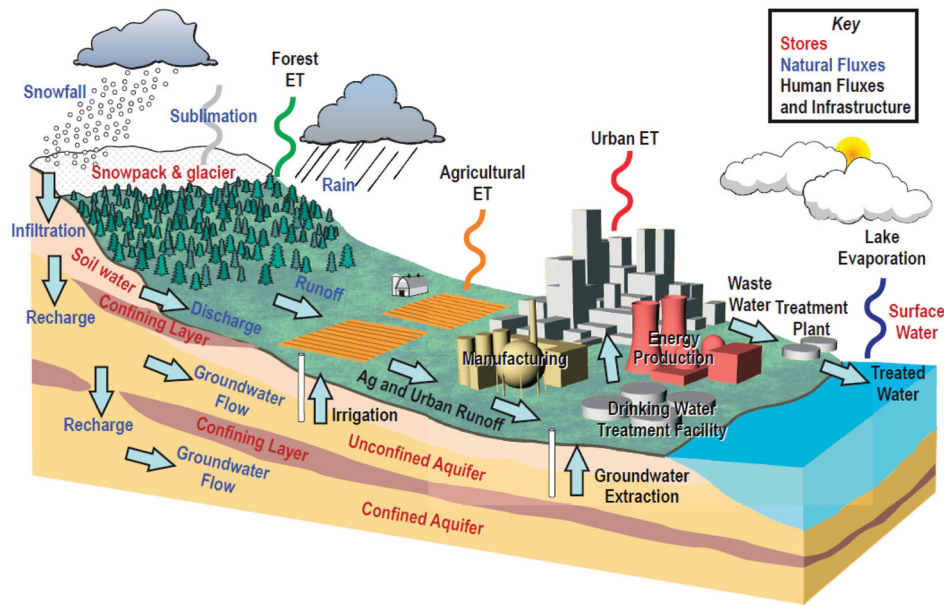 Key
Stores
Natural Fluxes
Human Fluxes
and Infrastructure
Snowfall
Sublimation
Forest
ET
Rain
Snowpack & glacier
Agricultural
ET
Urban ET
Lake
Evaporation
Infiltration
Soil water
Recharge
Confining Layer
Discharge
Runoff
Waste
Water
Treatment
Plant
Surface
Water
Manufacturing
Energy
Production
Treated
Water
Groundwater
Flow
Irrigation
Ag and Urban Runoff
Drinking Water
Treatment Facility
Recharge
Confining Layer
Unconfined Aquifer
Groundwater
Extraction
Groundwater
Flow
Confined Aquifer